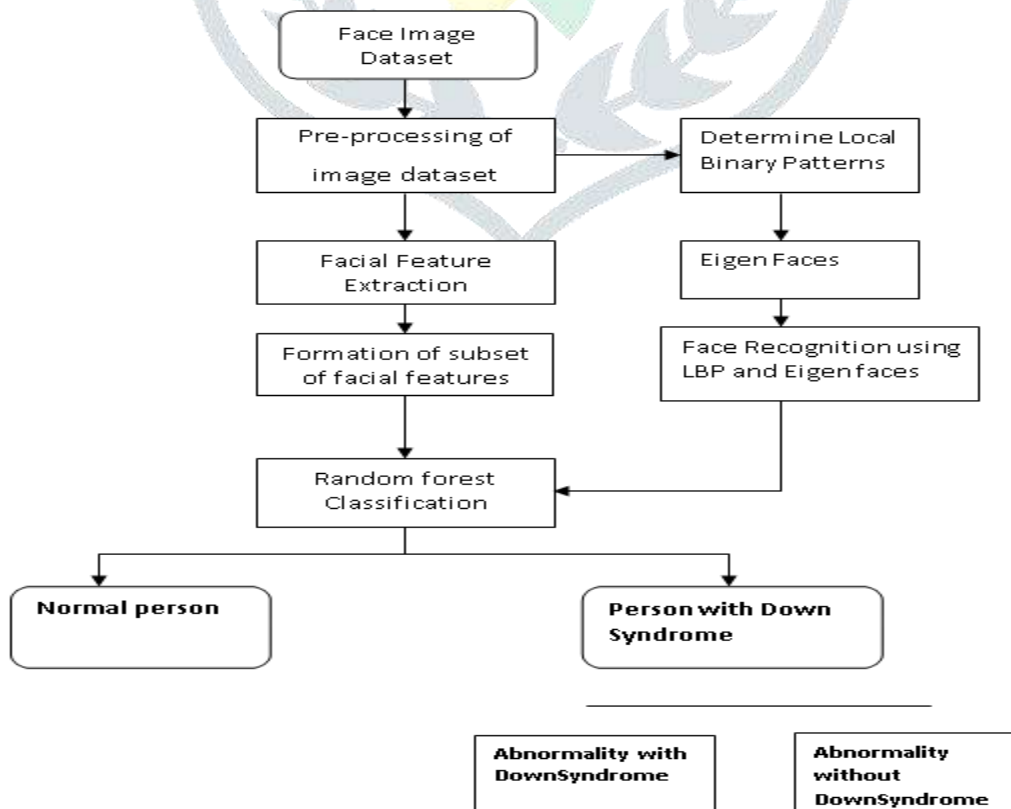 Face Image
Dataset
Pre-processing of
image dataset
Determine Local
Binary Patterns
Facial Feature
Extraction
Eigen Faces
Formation of subset
of facial features
Face Recognition using
LBP and Eigen faces
Random forest
Classification
Normal person
Person with Down
Syndrome
Abnormality with
DownSyndrome
Abnormality
without
DownSyndrome